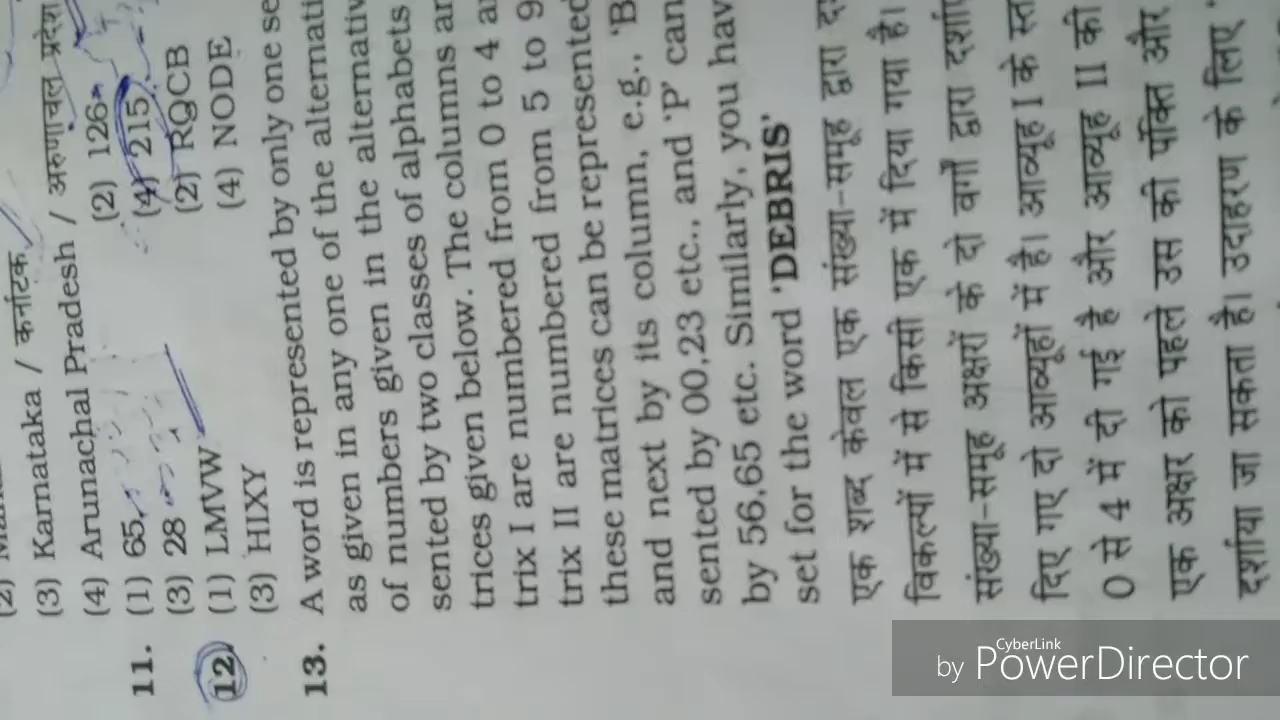 (3) Karnataka / कर्नाटक
(4) Arunachal Pradesh / अरुणाचल प्रदेश
11. (1) 65 (2) 126
(3) 28 (4) 215
12. (1) LMVW (2) RQCB
(3) HIXY (4) NODE
13. A word is represented by only one se
as given in any one of the alternati
of numbers given in the alternativ
sented by two classes of alphabets
trices given below. The columns an
trix I are numbered from 0 to 4 a
trix II are numbered from 5 to 9
these matrices can be represented
and next by its column, e.g., 'B
sented by 00,23 etc., and 'P' can
by 56,65 etc. Similarly, you hav
set for the word 'DEBRIS'
एक शब्द केवल एक संख्या-समूह द्वारा द
विकल्पों में से किसी एक में दिया गया है।
संख्या-समूह अक्षरों के दो वर्गों द्वारा दर्शाए
दिए गए दो आव्यूहों में है। आव्यूह I के स्त
0 से 4 में दी गई है और आव्यूह II की
एक अक्षर को पहले उस की पंक्ति और
दर्शाया जा सकता है। उदाहरण के लिए '
CyberLink
by PowerDirector